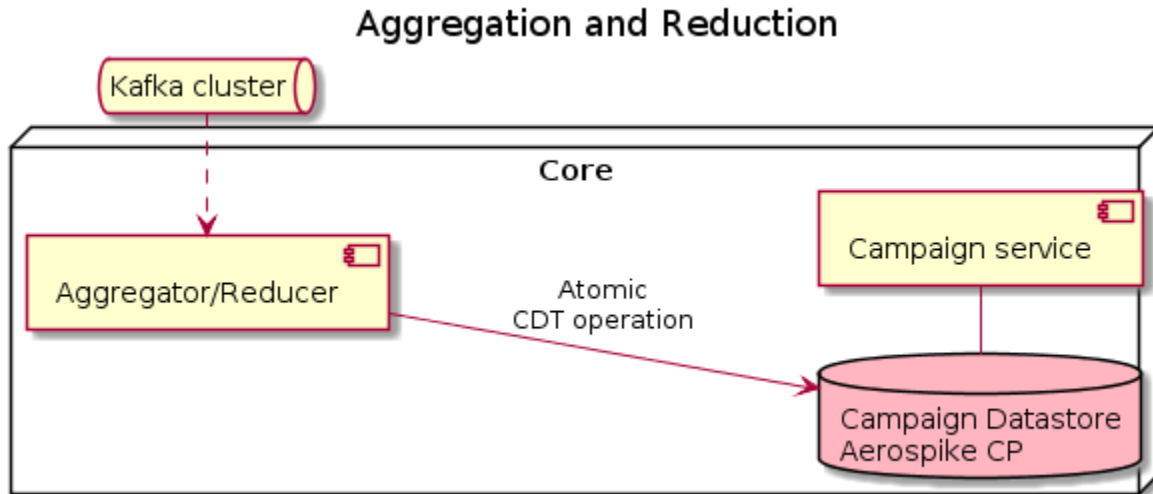 Aggregation and Reduction
Kafka cluster
Core
Campaign service
Aggregator/Reducer
Atomic
CDT operation
Campaign Datastore
Aerospike CP